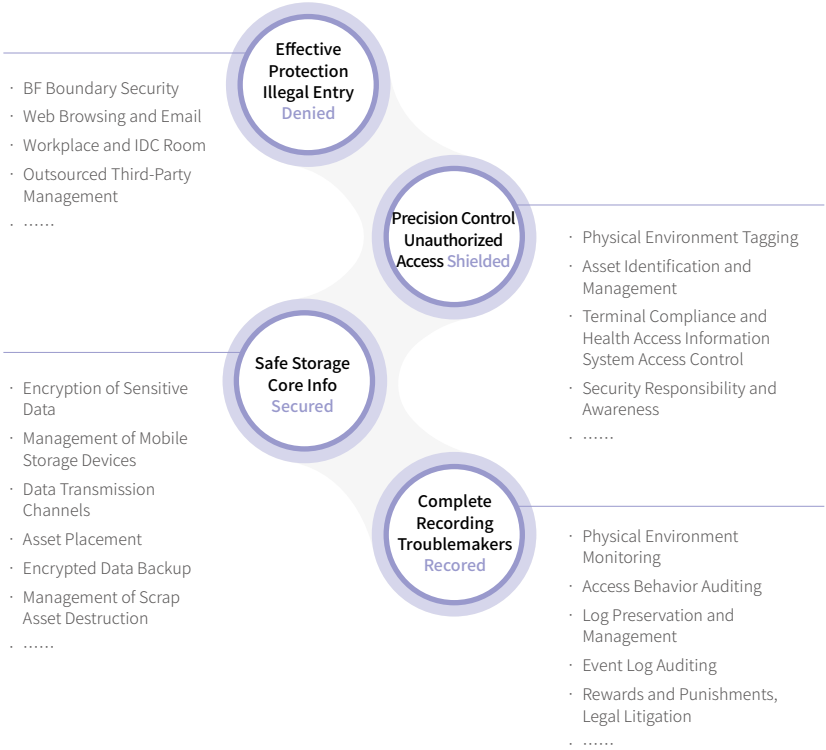 Effective
Protection
Illegal Entry
Denied
· BF Boundary Security
· Web Browsing and Email
· Workplace and IDC Room
· Outsourced Third-Party
Management
· ······
Precision Control
Unauthorized
Access Shielded
· Physical Environment Tagging
· Asset Identification and
Management
· Terminal Compliance and
Health Access Information
System Access Control
· Security Responsibility and
Awareness
· ······
Safe Storage
Core Info
Secured
· Encryption of Sensitive
Data
· Management of Mobile
Storage Devices
· Data Transmission
Channels
· Asset Placement
· Encrypted Data Backup
· Management of Scrap
Asset Destruction
· ······
Complete
Recording
Troublemakers
Recored
· Physical Environment
Monitoring
· Access Behavior Auditing
· Log Preservation and
Management
· Event Log Auditing
· Rewards and Punishments,
Legal Litigation
· ······